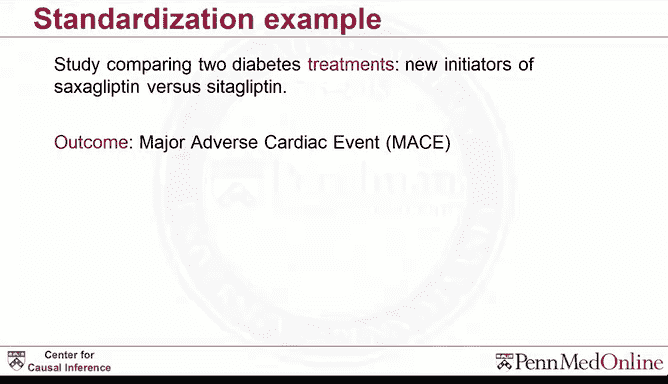 Standardization example
Study comparing two diabetes treatments: new initiators of
saxagliptin versus sitagliptin.
Outcome: Major Adverse Cardiac Event (MACE)
Center for
Causal Inference
PennMedOnline